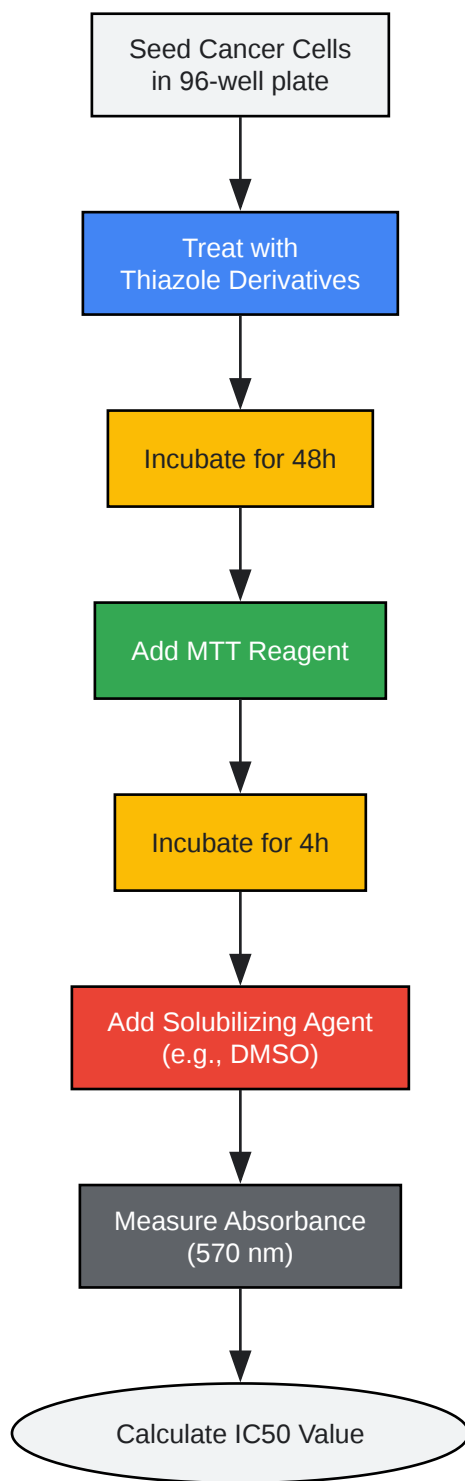 Seed Cancer Cells
in 96-well plate
Treat with
Thiazole Derivatives
Incubate for 48h
Add MTT Reagent
Incubate for 4h
Add Solubilizing Agent
(e.g., DMSO)
Measure Absorbance
(570 nm)
Calculate IC50 Value